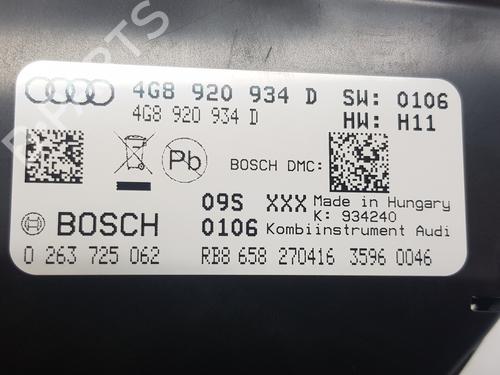 4G8 920 934 D SW: 0106
4G8 920 934 D HW: H11
Pb BOSCH DMC:
09S XXX Made in Hungary
K: 934240
BOSCH 0106 Kombiinstrument Audi
0 263 725 062 RB8 658 270416 3596 0046